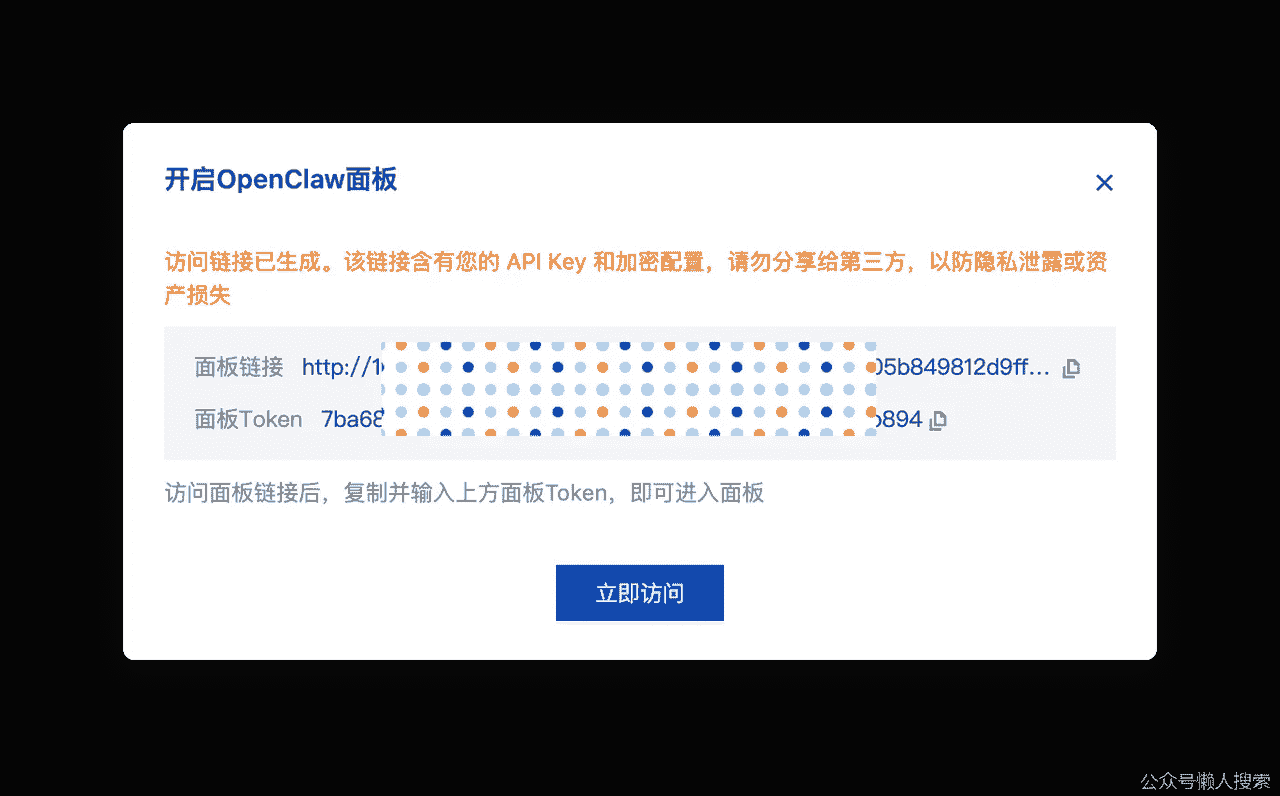 开启OpenClaw面板
访问链接已生成。该链接含有您的 API Key 和加密配置，请勿分享给第三方，以防隐私泄露或资
产损失
面板链接 http://1 05b849812d9ff...
面板Token 7ba68 b894
访问面板链接后，复制并输入上方面板Token，即可进入面板
立即访问
公众号懒人搜索